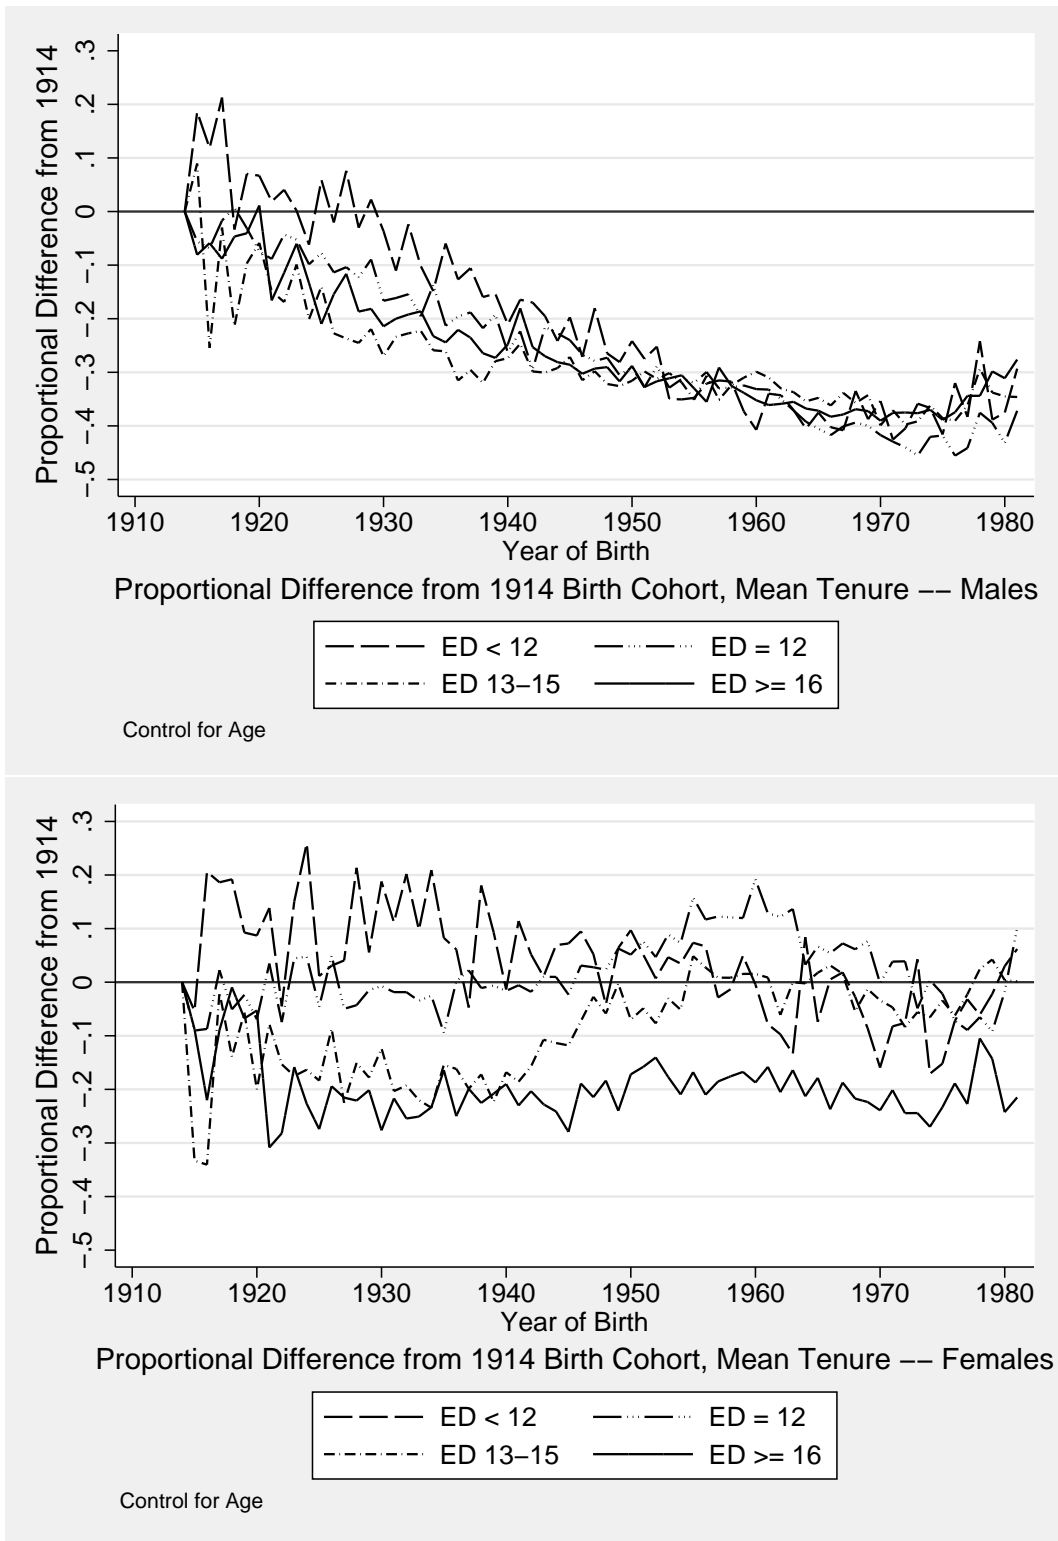 Proportional Difference from 1914
.3
.2
.1
0
−.1
−.2
−.3
−.4
−.5
1910 1920 1930 1940 1950 1960 1970 1980
Year of Birth
Proportional Difference from 1914 Birth Cohort, Mean Tenure −− Males
ED < 12 ED = 12
ED 13−15 ED >= 16
Control for Age
Proportional Difference from 1914
.3
.2
.1
0
−.1
−.2
−.3
−.4
−.5
1910 1920 1930 1940 1950 1960 1970 1980
Year of Birth
Proportional Difference from 1914 Birth Cohort, Mean Tenure −− Females
ED < 12 ED = 12
ED 13−15 ED >= 16
Control for Age